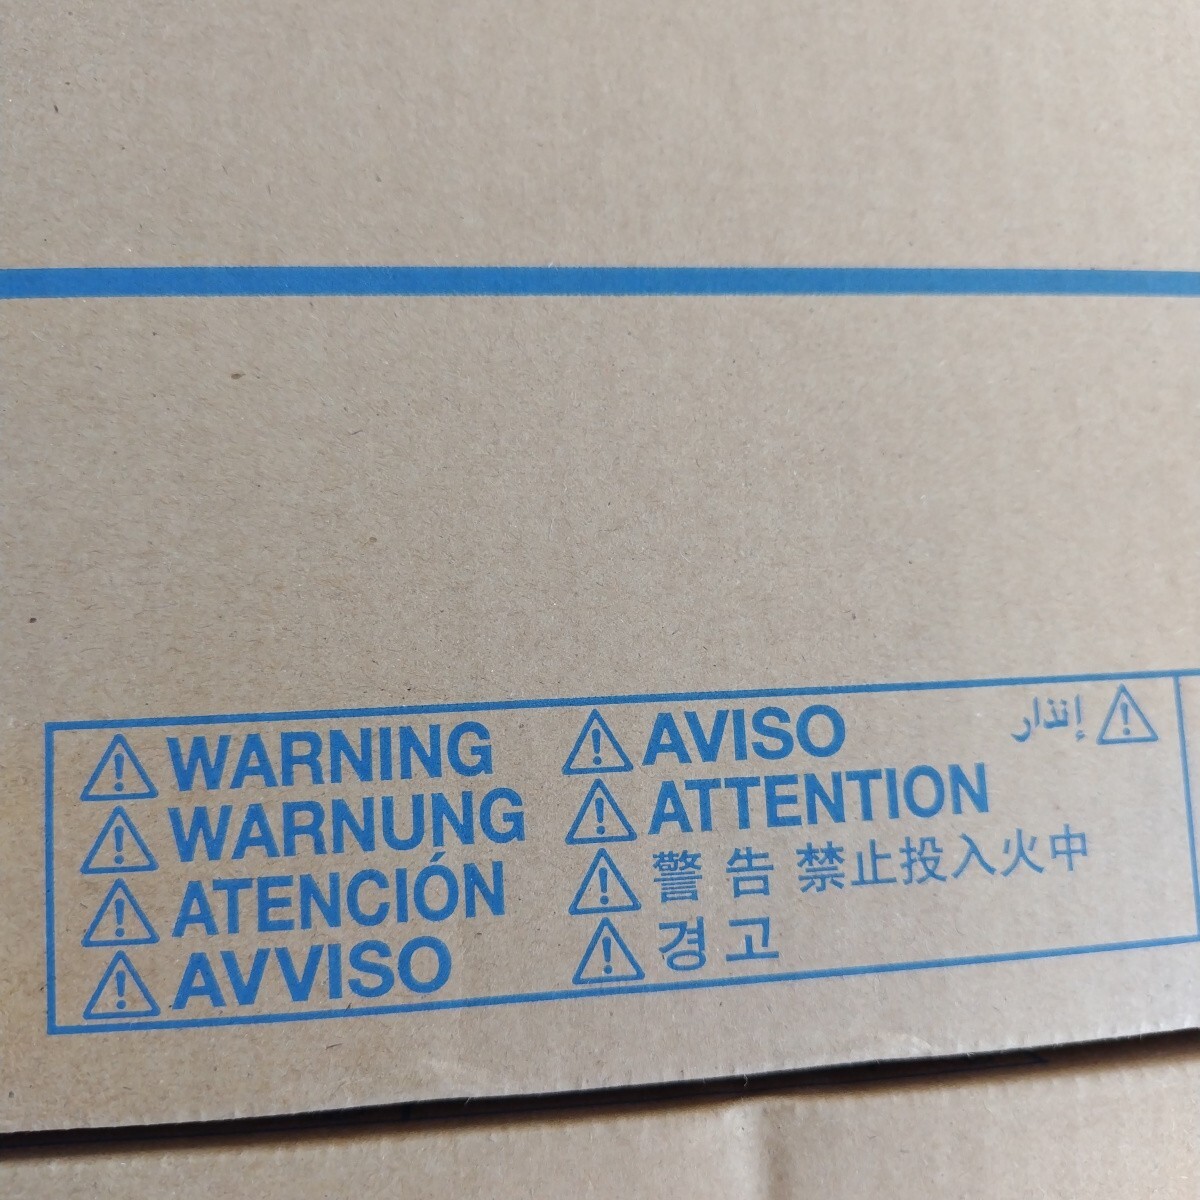 WARNING
WARNUNG
ATENCIÓN
AVVISO
AVISO
إنذار
ATTENTION
警告 禁止投入火中
경고